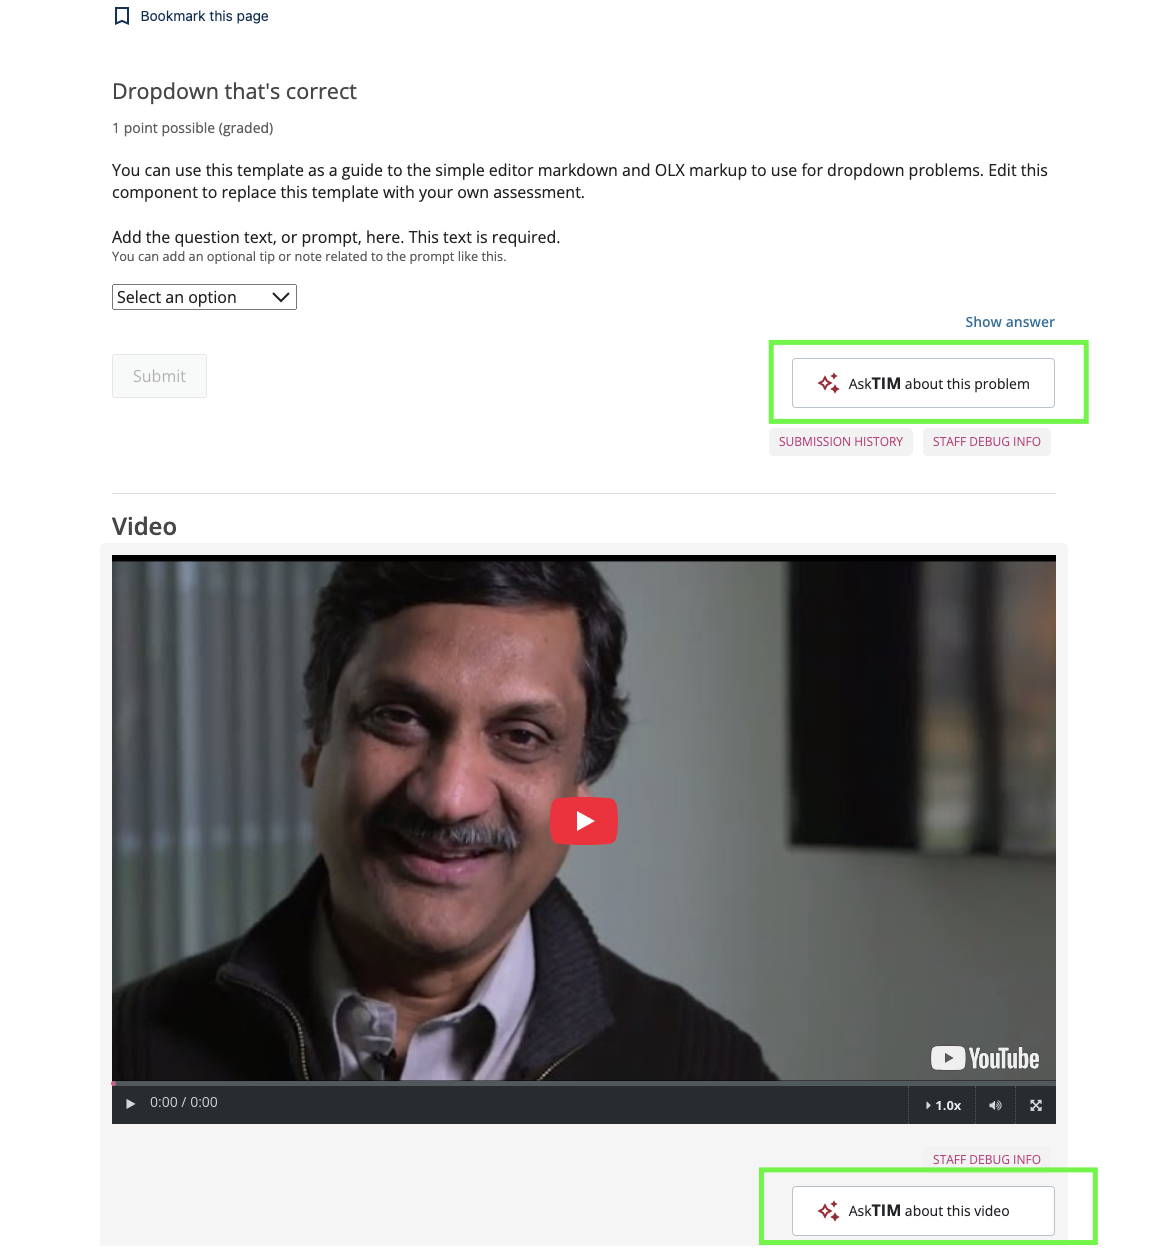 Bookmark this page
Dropdown that's correct
1 point possible (graded)
You can use this template as a guide to the simple editor markdown and OLX markup to use for dropdown problems. Edit this
component to replace this template with your own assessment.
Add the question text, or prompt, here. This text is required.
You can add an optional tip or note related to the prompt like this.
Select an option
Show answer
Submit
AskTIM about this problem
SUBMISSION HISTORY
STAFF DEBUG INFO
Video
YouTube
0:00 / 0:00
1.0x
STAFF DEBUG INFO
AskTIM about this video